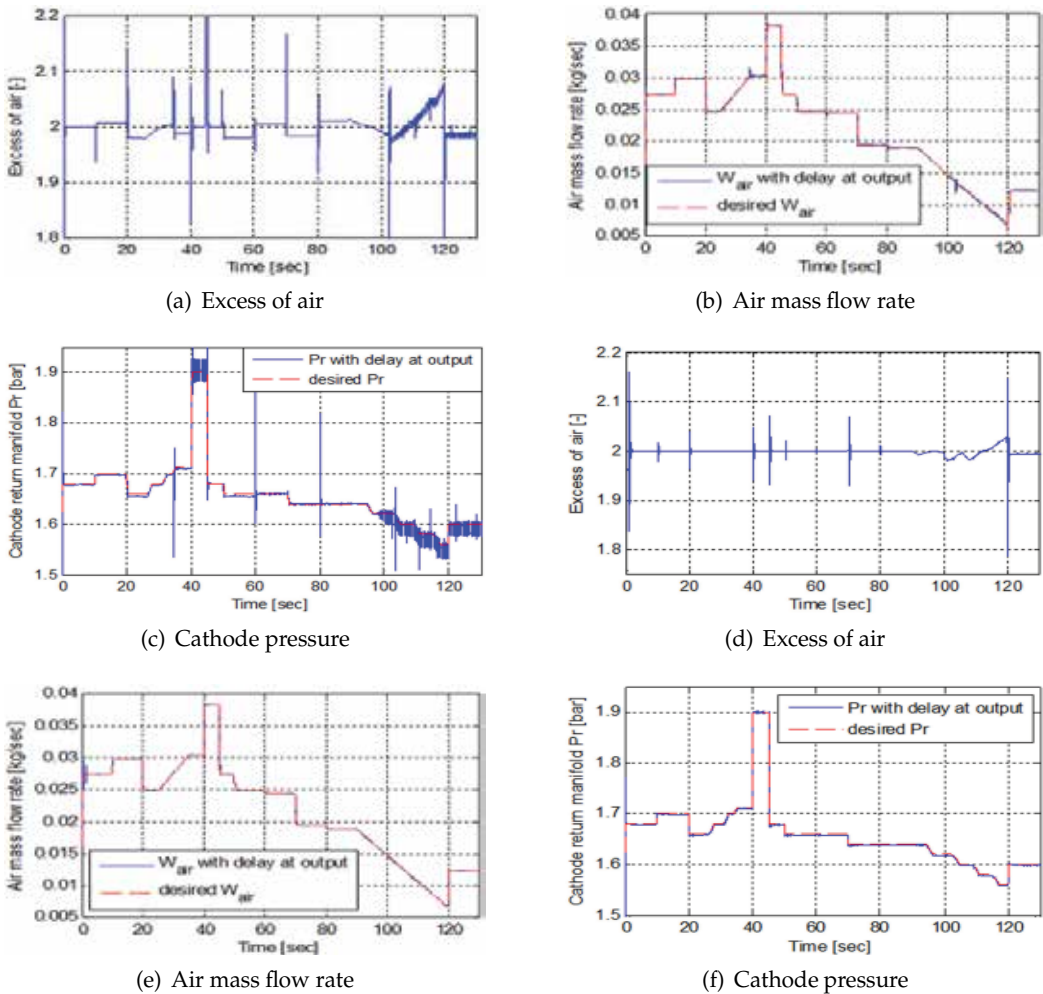 2.2
2.1
2
1.9
1.8
0 20 40 60 80 100 120
Excess of air [-]
Time [sec]
(a) Excess of air
0.04
0.035
0.03
0.025
0.02
0.015
0.01
0.005
0 20 40 60 80 100 120
Air mass flow rate [kg/sec]
W_air with delay at output
desired W_air
Time [sec]
(b) Air mass flow rate
1.9
1.8
1.7
1.6
1.5
0 20 40 60 80 100 120
Cathode return manifold Pr [bar]
Pr with delay at output
desired Pr
Time [sec]
(c) Cathode pressure
2.2
2.1
2
1.9
1.8
0 20 40 60 80 100 120
Excess of air [-]
Time [sec]
(d) Excess of air
0.04
0.035
0.03
0.025
0.02
0.015
0.01
0.005
0 20 40 60 80 100 120
Air mass flow rate [kg/sec]
W_air with delay at output
desired W_air
Time [sec]
(e) Air mass flow rate
1.9
1.8
1.7
1.6
1.5
0 20 40 60 80 100 120
Cathode return manifold Pr [bar]
Pr with delay at output
desired Pr
Time [sec]
(f) Cathode pressure